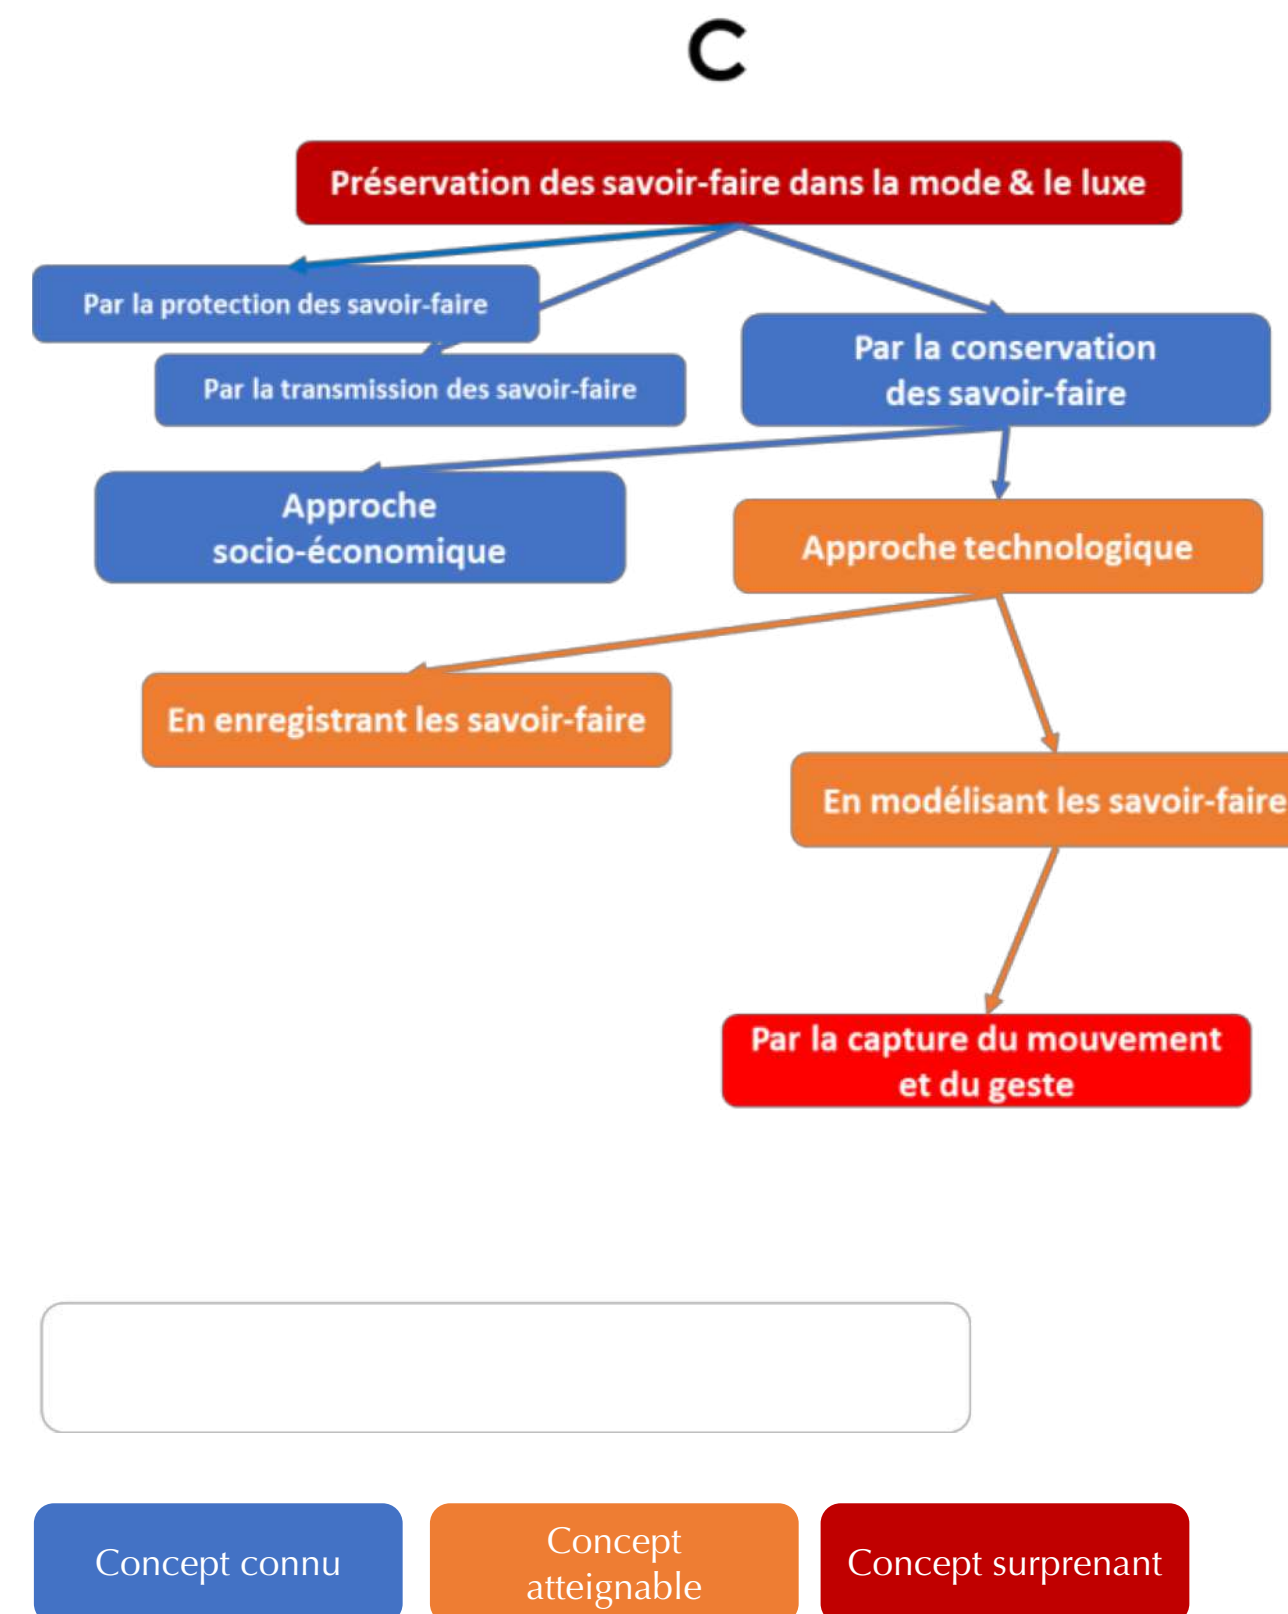 C
Préservation des savoir-faire dans la mode & le luxe
Par la protection des savoir-faire
Par la transmission des savoir-faire
Par la conservation
des savoir-faire
Approche
socio-économique
Approche technologique
En enregistrant les savoir-faire
En modélisant les savoir-faire
Par la capture du mouvement
et du geste
Concept connu
Concept
atteignable
Concept surprenant